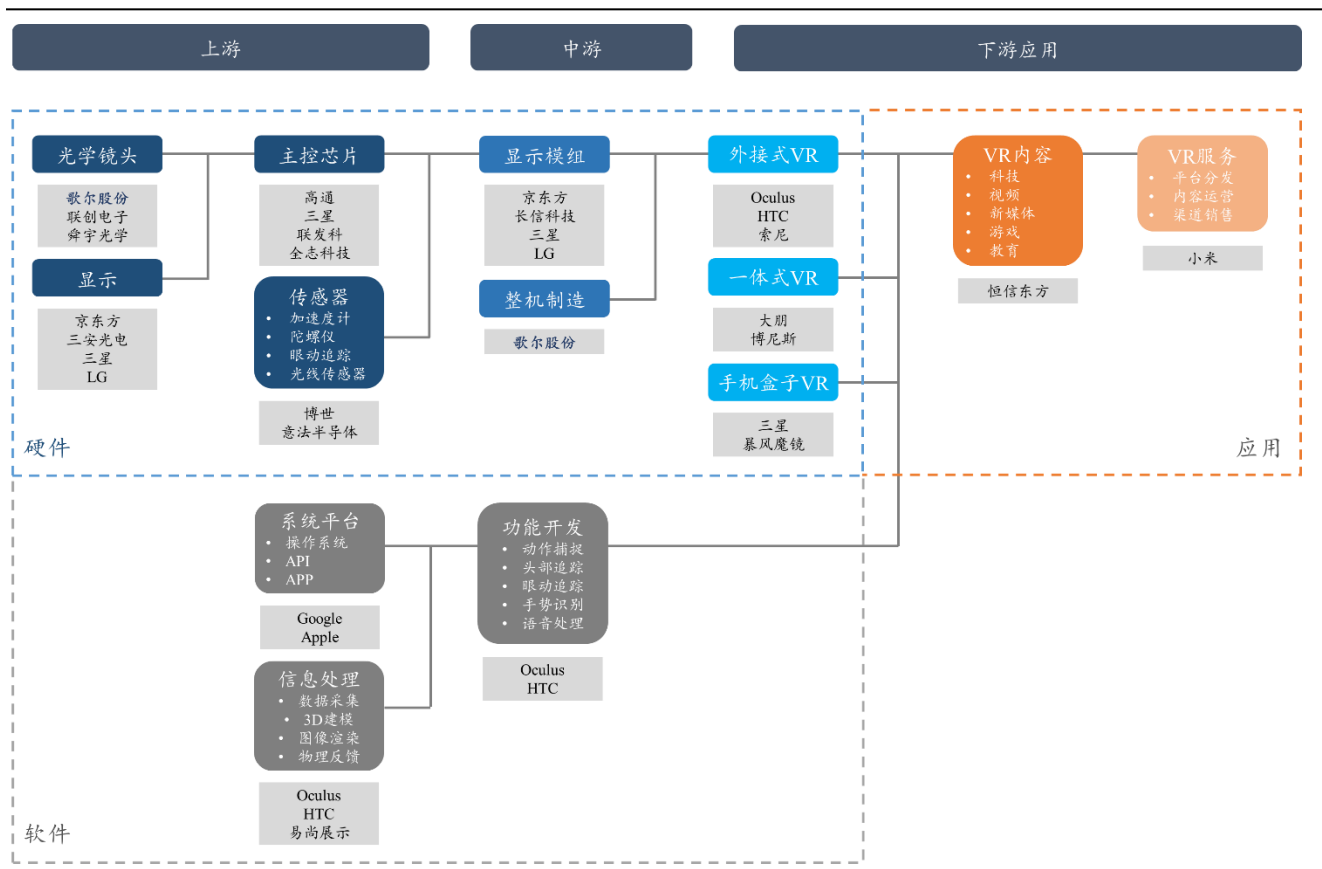 上游
中游
下游应用
光学镜头
歌尔股份
联创电子
舜宇光学
显示
京东方
三安光电
三星
LG
主控芯片
高通
三星
联发科
全志科技
传感器
• 加速度计
• 陀螺仪
• 眼动追踪
• 光线传感器
博世
意法半导体
显示模组
京东方
长信科技
三星
LG
整机制造
歌尔股份
外接式VR
Oculus
HTC
索尼
一体式VR
大朋
博尼斯
手机盒子VR
三星
暴风魔镜
硬件
VR内容
• 科技
• 视频
• 新媒体
• 游戏
• 教育
恒信东方
VR服务
• 平台分发
• 内容运营
• 渠道销售
小米
应用
系统平台
• 操作系统
• API
• APP
Google
Apple
信息处理
• 数据采集
• 3D建模
• 图像渲染
• 物理反馈
Oculus
HTC
易尚展示
功能开发
• 动作捕捉
• 头部追踪
• 眼动追踪
• 手势识别
• 语音处理
Oculus
HTC
软件